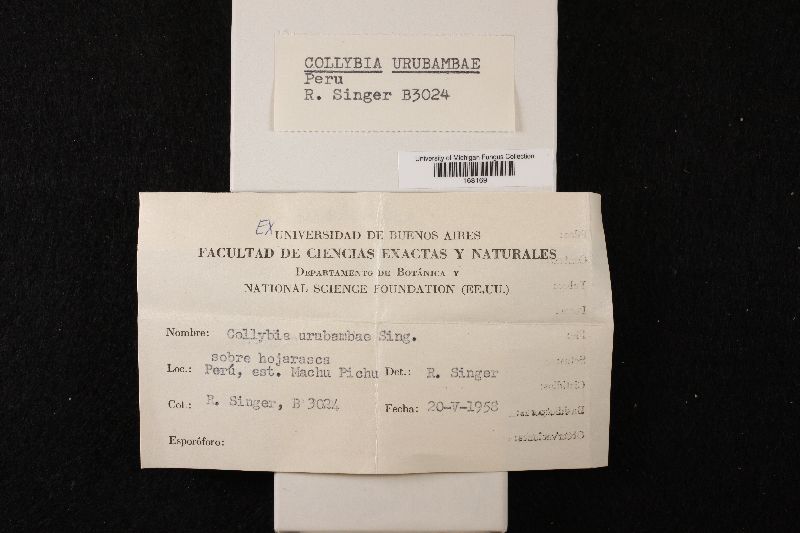 COLLYBIA URUBAMBAE
Peru
R. Singer B3024
University of Michigan Fungus Collection
168169
EX UNIVERSIDAD DE BUENOS AIRES
FACULTAD DE CIENCIAS EXACTAS Y NATURALES
DEPARTAMENTO DE BOTÁNICA Y
NATIONAL SCIENCE FOUNDATION (EE.UU.)
Nombre: Collybia urubambae Sing.
sobre hojarasca
Loc.: Perú, est. Machu Pichu Det.: R. Singer
Col.: R. Singer, B 3024 Fecha: 20-V-1958
Esporóforo: